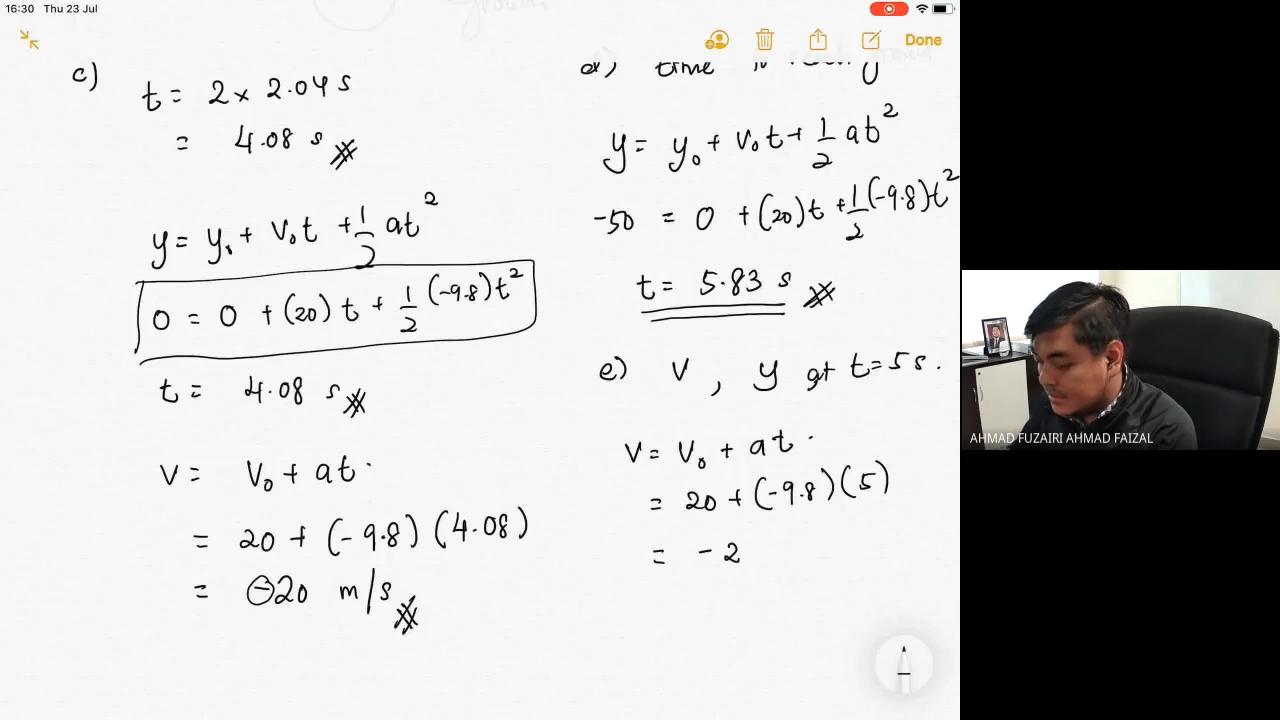 16:30 Thu 23 Jul
Done
c)
t = 2 × 2.04 s
= 4.08 s
y = y₀ + v₀t + 1/2 at²
0 = 0 + (20) t + 1/2 (-9.8) t²
t = 4.08 s
v = v₀ + at.
= 20 + (-9.8) (4.08)
= -20 m/s
d) time
y = y₀ + v₀t + 1/2 at²
-50 = 0 + (20)t + 1/2 (-9.8)t²
t = 5.83 s
e) v, y at t=5s.
v = v₀ + at.
= 20 + (-9.8)(5)
= -2
AHMAD FUZAIRI AHMAD FAIZAL